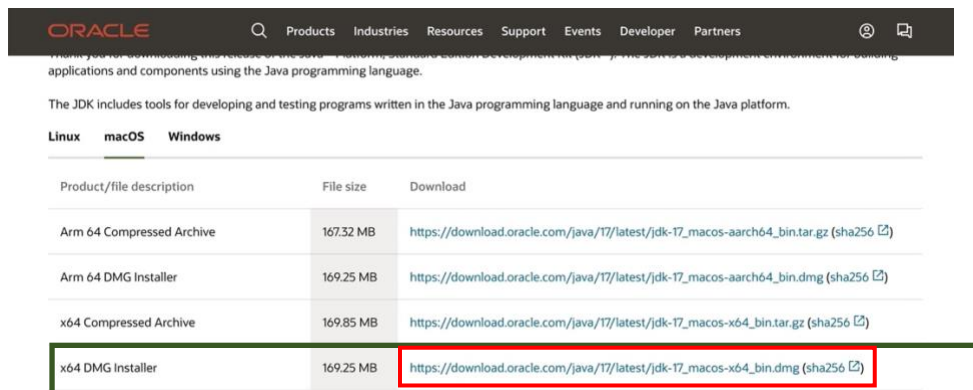 ORACLE Products Industries Resources Support Events Developer Partners
applications and components using the Java programming language.
The JDK includes tools for developing and testing programs written in the Java programming language and running on the Java platform.
Linux macOS Windows
Product/file description File size Download
Arm 64 Compressed Archive 167.32 MB https://download.oracle.com/java/17/latest/jdk-17_macos-aarch64_bin.tar.gz (sha256)
Arm 64 DMG Installer 169.25 MB https://download.oracle.com/java/17/latest/jdk-17_macos-aarch64_bin.dmg (sha256)
x64 Compressed Archive 169.85 MB https://download.oracle.com/java/17/latest/jdk-17_macos-x64_bin.tar.gz (sha256)
x64 DMG Installer 169.25 MB https://download.oracle.com/java/17/latest/jdk-17_macos-x64_bin.dmg (sha256)